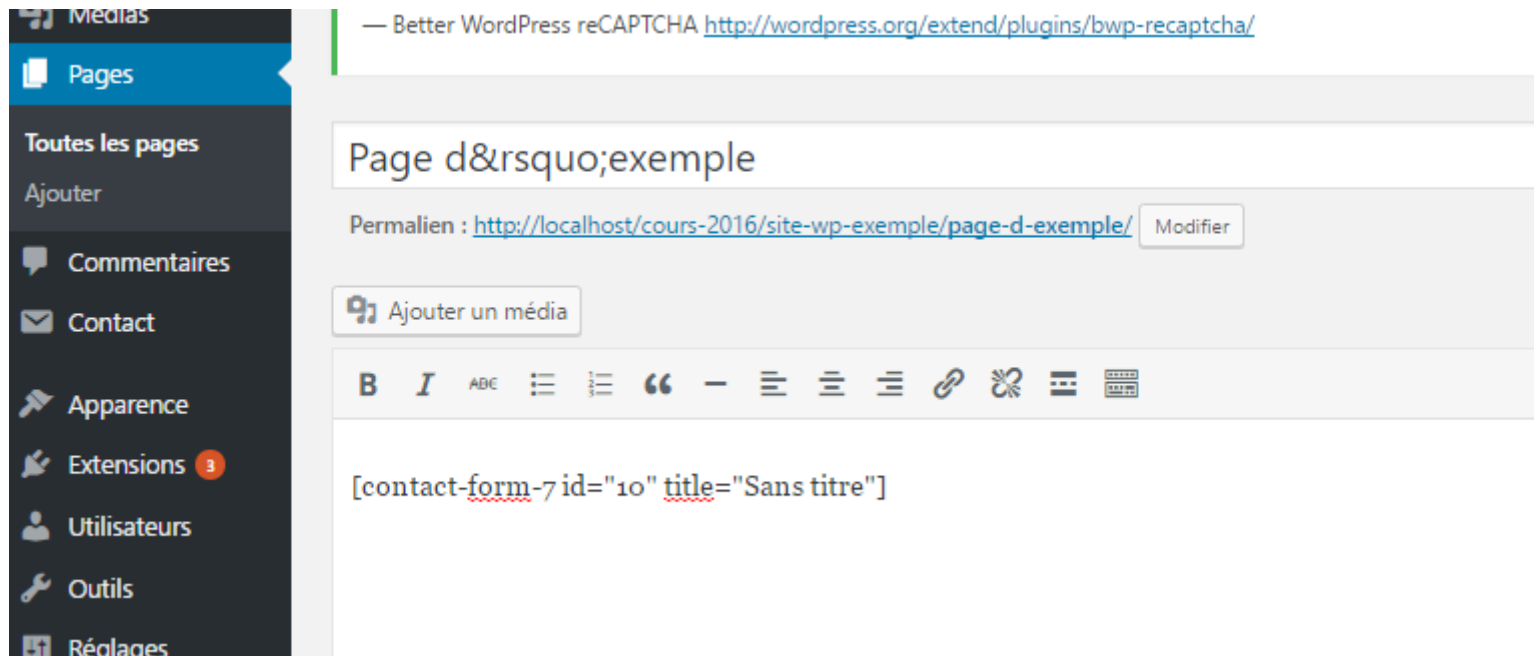 Médias
— Better WordPress reCAPTCHA http://wordpress.org/extend/plugins/bwp-recaptcha/
Pages
Toutes les pages
Ajouter
Commentaires
Contact
Apparence
Extensions 3
Utilisateurs
Outils
Réglages
Page d&rsquo;exemple
Permalien : http://localhost/cours-2016/site-wp-exemple/page-d-exemple/ Modifier
Ajouter un média
B I ABC
[contact-form-7 id="10" title="Sans titre"]